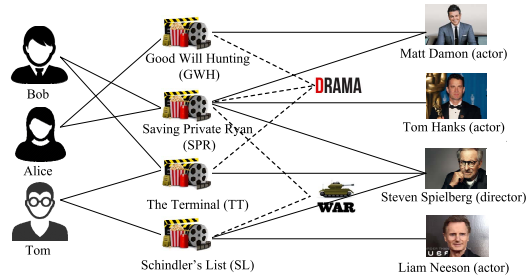 Bob
Alice
Tom
Good Will Hunting
(GWH)
Saving Private Ryan
(SPR)
The Terminal (TT)
Schindler's List (SL)
DRAMA
WAR
Matt Damon (actor)
Tom Hanks (actor)
Steven Spielberg (director)
Liam Neeson (actor)